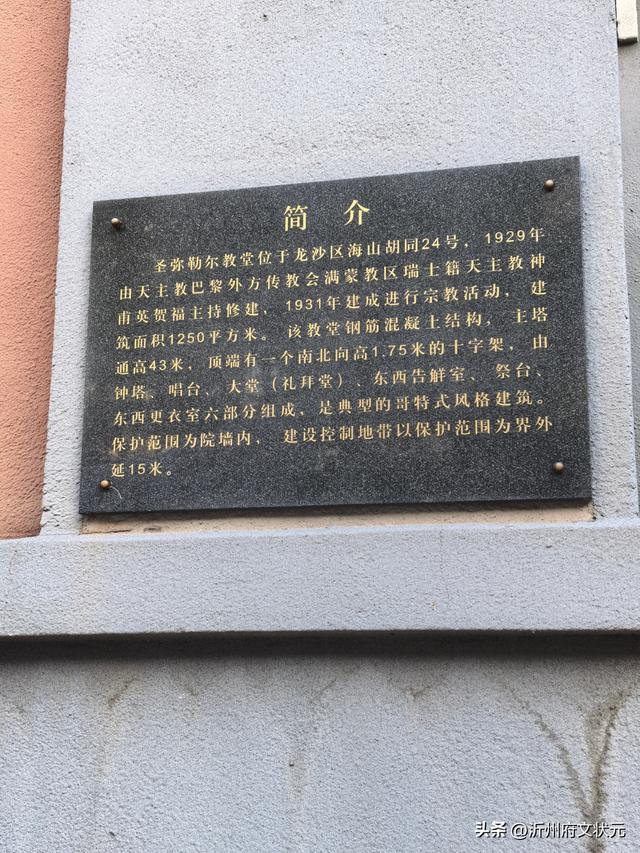 简 介
圣弥勒尔教堂位于龙沙区海山胡同24号，1929年
由天主教巴黎外方传教会满蒙教区瑞士籍天主教神
甫英贺福主持修建，1931年建成进行宗教活动，建
筑面积1250平方米。该教堂钢筋混凝土结构，主塔
通高43米，顶端有一个南北向高1.75米的十字架，由
钟塔、唱台、大堂（礼拜堂）、东西告解室、祭台、
东西更衣室六部分组成，是典型的哥特式风格建筑。
保护范围为院墙内，建设控制地带以保护范围为界外
延15米。
头条 @沂州府文状元